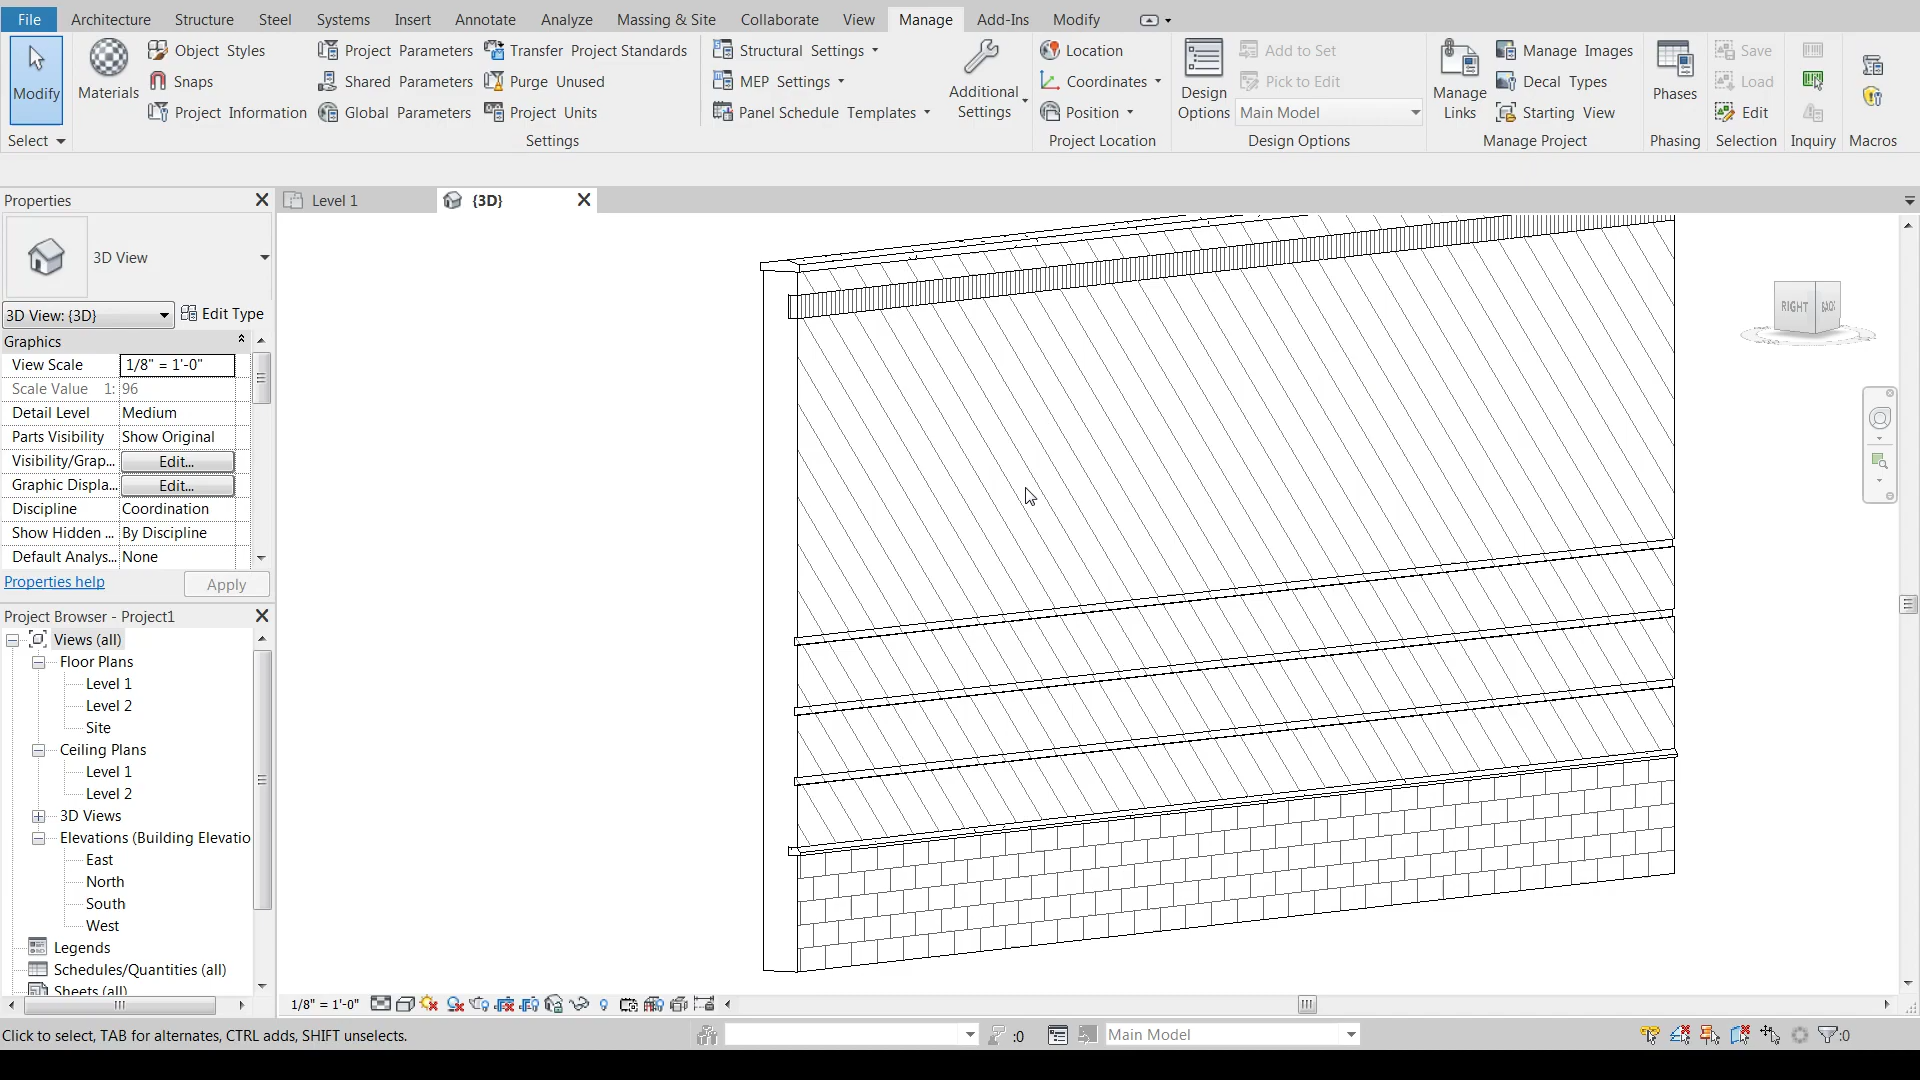 File Architecture Structure Steel Systems Insert Annotate Analyze Massing & Site Collaborate View Manage Add-Ins Modify
Modify
Select
Materials
Object Styles
Snaps
Project Information
Project Parameters
Shared Parameters
Global Parameters
Transfer Project Standards
Purge Unused
Project Units
Settings
Structural Settings
MEP Settings
Panel Schedule Templates
Additional
Settings
Location
Coordinates
Position
Project Location
Design
Options
Add to Set
Pick to Edit
Main Model
Design Options
Manage
Links
Manage Images
Decal Types
Starting View
Manage Project
Phases
Phasing
Save
Load
Edit
Selection
Inquiry
Macros
Properties
Level 1
{3D}
3D View
3D View: {3D}
Edit Type
Graphics
View Scale 1/8" = 1'-0"
Scale Value 1: 96
Detail Level Medium
Parts Visibility Show Original
Visibility/Grap... Edit...
Graphic Displa... Edit...
Discipline Coordination
Show Hidden ... By Discipline
Default Analys... None
Properties help
Apply
Project Browser - Project1
Views (all)
Floor Plans
Level 1
Level 2
Site
Ceiling Plans
Level 1
Level 2
3D Views
Elevations (Building Elevatio
East
North
South
West
Legends
Schedules/Quantities (all)
Sheets (all)
RIGHT
BACK
1/8" = 1'-0"
Click to select, TAB for alternates, CTRL adds, SHIFT unselects.
:0
Main Model
:0